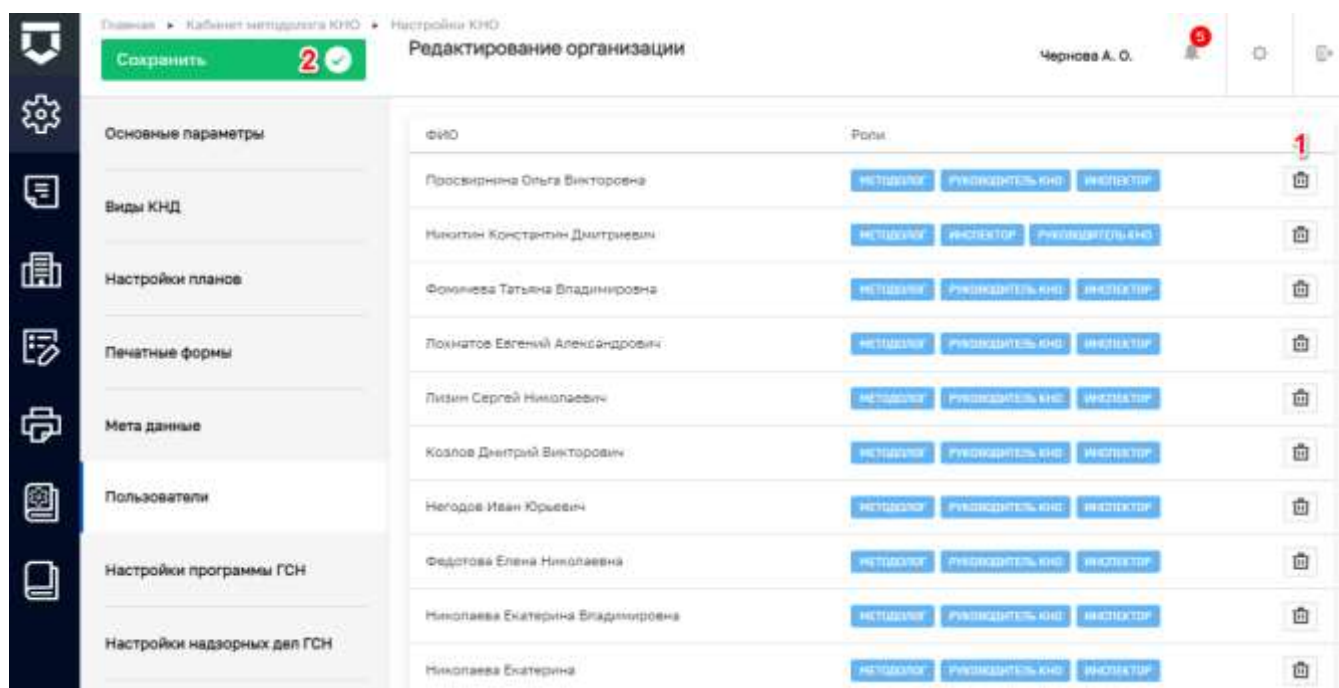 Главная ▸ Кабинет методолога КНО ▸ Настройки КНО
Сохранить 2
Редактирование организации
Чернова А. О.
5
Основные параметры
Виды КНД
Настройки планов
Печатные формы
Мета данные
Пользователи
Настройки программы ГСН
Настройки надзорных дел ГСН
ФИО Роли 1
Просвирнина Ольга Викторовна МЕТОДОЛОГ РУКОВОДИТЕЛЬ КНО ИНСПЕКТОР
Никитин Константин Дмитриевич МЕТОДОЛОГ ИНСПЕКТОР РУКОВОДИТЕЛЬ КНО
Фомичева Татьяна Владимировна МЕТОДОЛОГ РУКОВОДИТЕЛЬ КНО ИНСПЕКТОР
Лохматов Евгений Александрович МЕТОДОЛОГ РУКОВОДИТЕЛЬ КНО ИНСПЕКТОР
Лизин Сергей Николаевич МЕТОДОЛОГ РУКОВОДИТЕЛЬ КНО ИНСПЕКТОР
Козлов Дмитрий Викторович МЕТОДОЛОГ РУКОВОДИТЕЛЬ КНО ИНСПЕКТОР
Негодов Иван Юрьевич МЕТОДОЛОГ РУКОВОДИТЕЛЬ КНО ИНСПЕКТОР
Федотова Елена Николаевна МЕТОДОЛОГ РУКОВОДИТЕЛЬ КНО ИНСПЕКТОР
Николаева Екатерина Владимировна МЕТОДОЛОГ РУКОВОДИТЕЛЬ КНО ИНСПЕКТОР
Николаева Екатерина МЕТОДОЛОГ РУКОВОДИТЕЛЬ КНО ИНСПЕКТОР